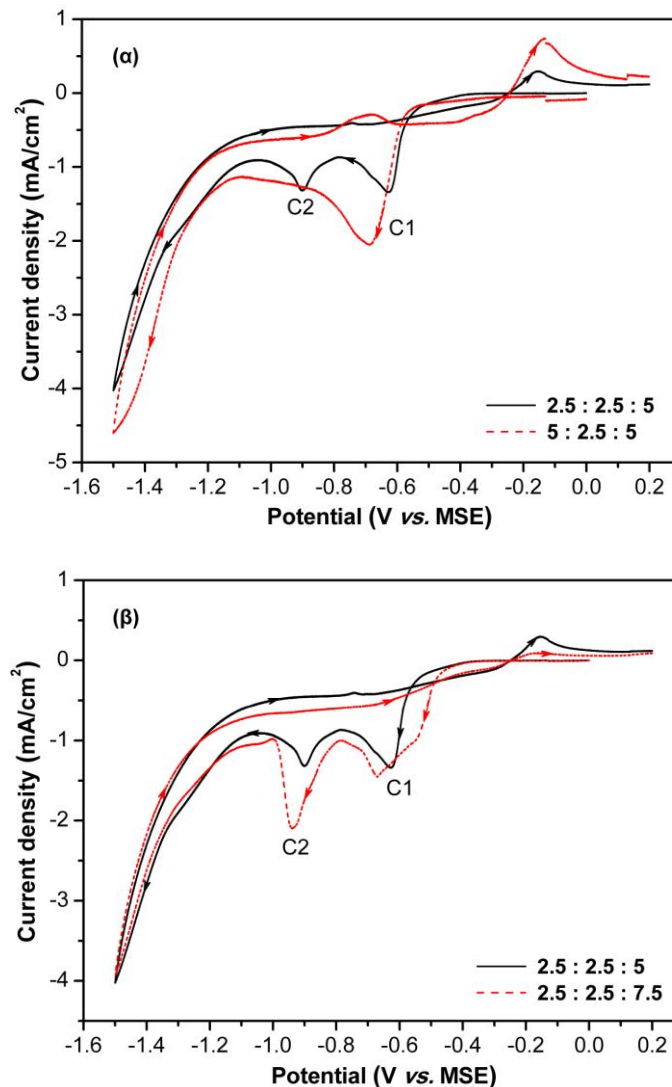 (α)
1
0
-1
-2
-3
-4
-5
Current density (mA/cm²)
C2
C1
2.5 : 2.5 : 5
5 : 2.5 : 5
-1.6 -1.4 -1.2 -1.0 -0.8 -0.6 -0.4 -0.2 0.0 0.2
Potential (V vs. MSE)
(β)
1
0
-1
-2
-3
-4
Current density (mA/cm²)
C1
C2
2.5 : 2.5 : 5
2.5 : 2.5 : 7.5
-1.6 -1.4 -1.2 -1.0 -0.8 -0.6 -0.4 -0.2 0.0 0.2
Potential (V vs. MSE)